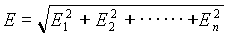 E = √(E₁² + E₂² + ⋯⋯ + Eₙ²)